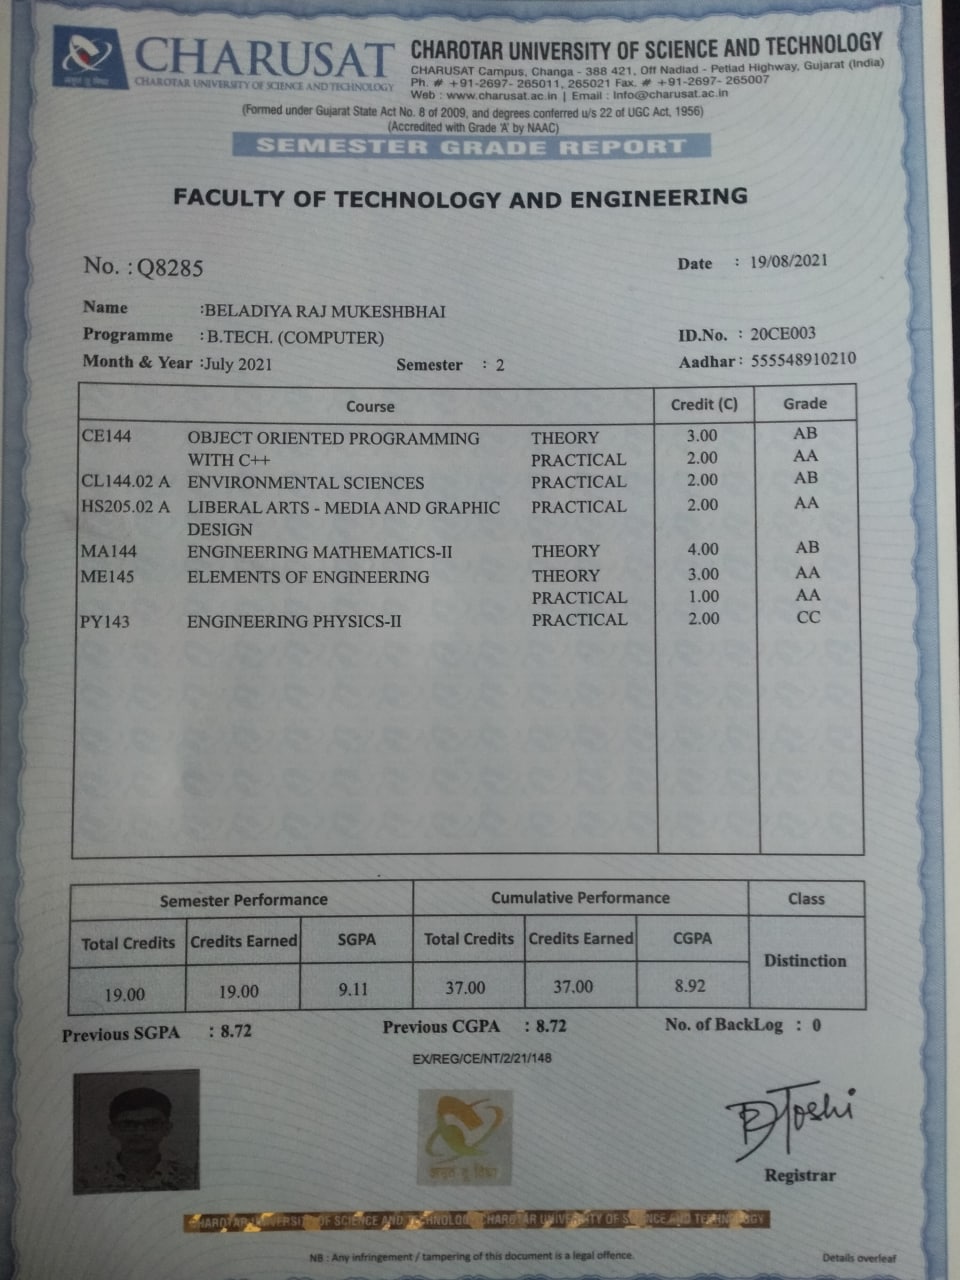 CHARUSAT
CHAROTAR UNIVERSITY OF SCIENCE AND TECHNOLOGY
CHAROTAR UNIVERSITY OF SCIENCE AND TECHNOLOGY
CHARUSAT Campus, Changa - 388 421, Off Nadiad - Petlad Highway, Gujarat (India)
Ph. # +91-2697- 265011, 265021 Fax. # +91-2697- 265007
Web : www.charusat.ac.in | Email : Info@charusat.ac.in
(Formed under Gujarat State Act No. 8 of 2009, and degrees conferred u/s 22 of UGC Act, 1956)
(Accredited with Grade 'A' by NAAC)
SEMESTER GRADE REPORT
FACULTY OF TECHNOLOGY AND ENGINEERING
No. : Q8285 Date : 19/08/2021
Name :BELADIYA RAJ MUKESHBHAI
Programme : B.TECH. (COMPUTER) ID.No. : 20CE003
Month & Year :July 2021 Semester : 2 Aadhar : 555548910210
Course Credit (C) Grade
CE144 OBJECT ORIENTED PROGRAMMING THEORY 3.00 AB
WITH C++ PRACTICAL 2.00 AA
CL144.02 A ENVIRONMENTAL SCIENCES PRACTICAL 2.00 AB
HS205.02 A LIBERAL ARTS - MEDIA AND GRAPHIC PRACTICAL 2.00 AA
DESIGN
MA144 ENGINEERING MATHEMATICS-II THEORY 4.00 AB
ME145 ELEMENTS OF ENGINEERING THEORY 3.00 AA
PRACTICAL 1.00 AA
PY143 ENGINEERING PHYSICS-II PRACTICAL 2.00 CC
Semester Performance Cumulative Performance Class
Total Credits Credits Earned SGPA Total Credits Credits Earned CGPA
Distinction
19.00 19.00 9.11 37.00 37.00 8.92
Previous SGPA : 8.72 Previous CGPA : 8.72 No. of BackLog : 0
EX/REG/CE/NT/2/21/148
Joshi
Registrar
CHAROTAR UNIVERSITY OF SCIENCE AND TECHNOLOGY CHAROTAR UNIVERSITY OF SCIENCE AND TECHNOLOGY
NB : Any infringement / tampering of this document is a legal offence.
Details overleaf